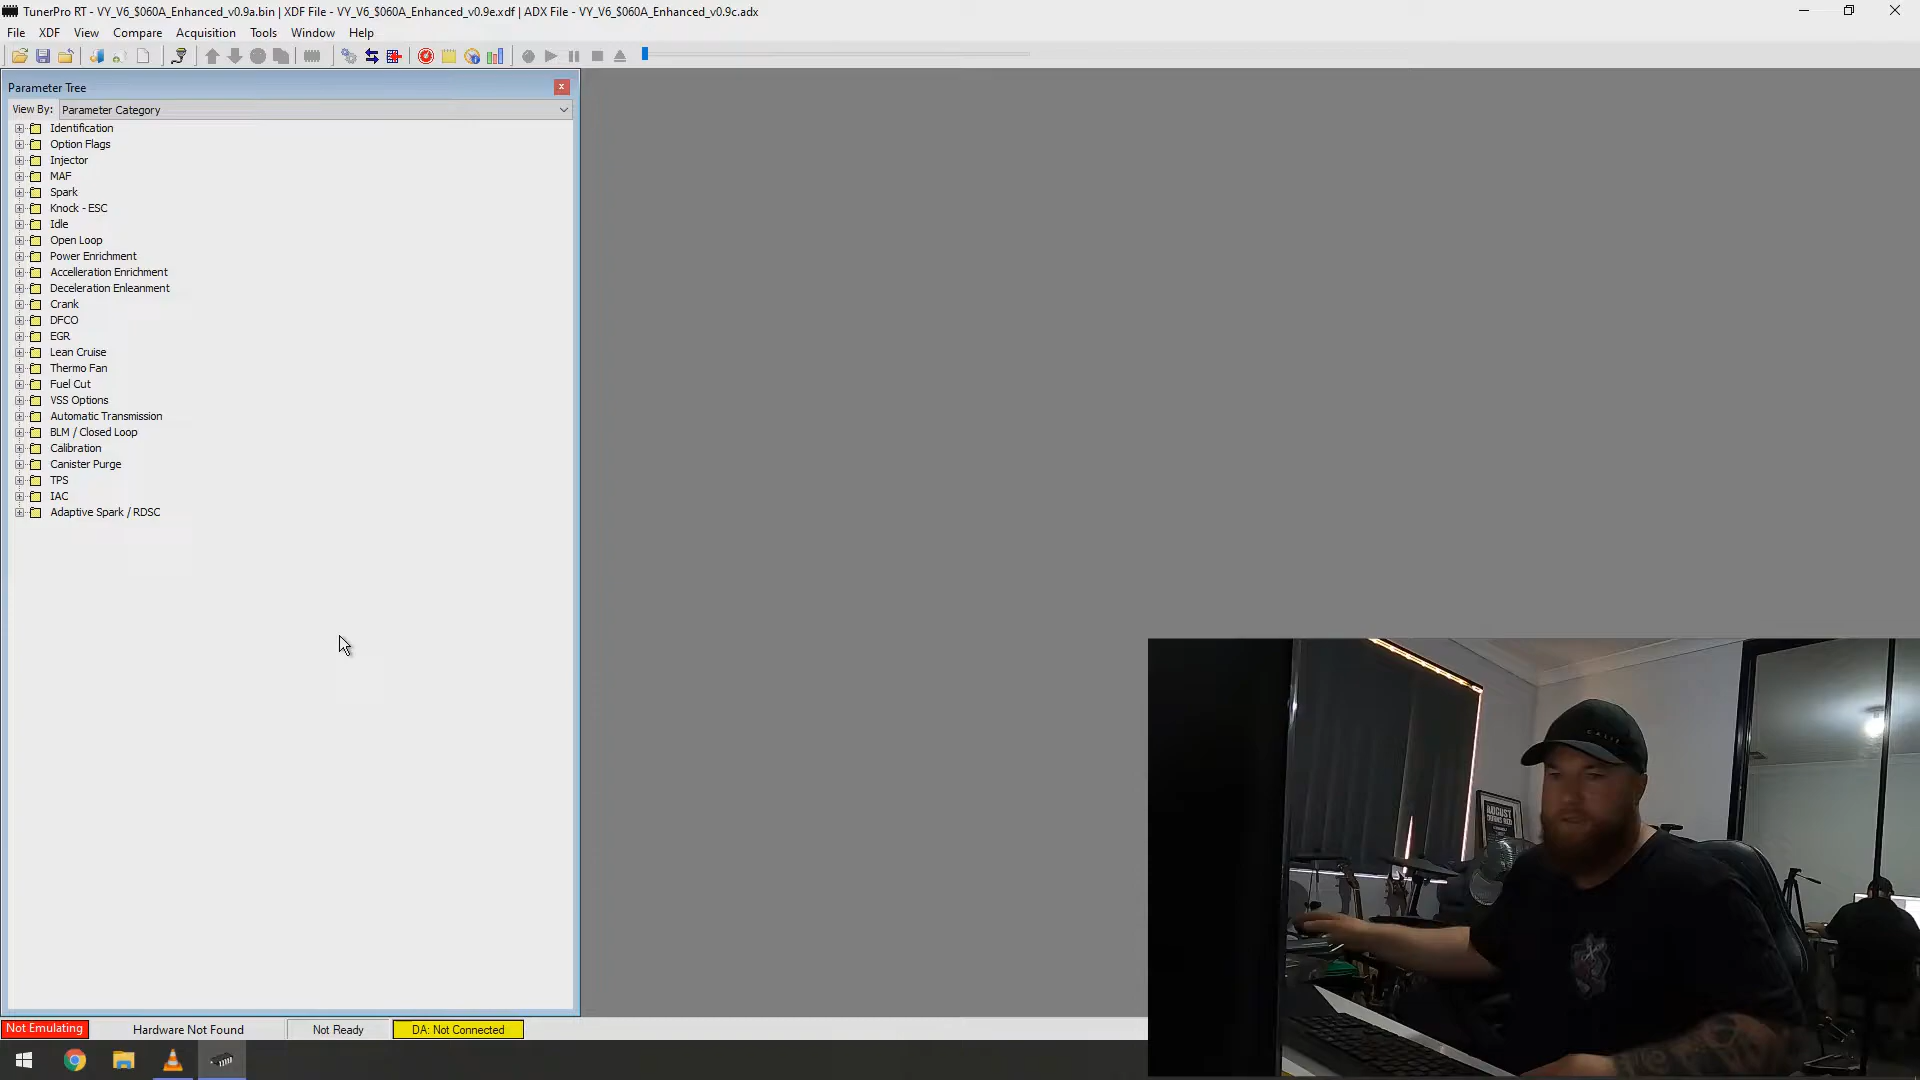 TunerPro RT - VY_V6_$060A_Enhanced_v0.9a.bin | XDF File - VY_V6_$060A_Enhanced_v0.9e.xdf | ADX File - VY_V6_$060A_Enhanced_v0.9c.adx
File XDF View Compare Acquisition Tools Window Help
Parameter Tree
View By: Parameter Category
Identification
Option Flags
Injector
MAF
Spark
Knock - ESC
Idle
Open Loop
Power Enrichment
Accelleration Enrichment
Deceleration Enleanment
Crank
DFCO
EGR
Lean Cruise
Thermo Fan
Fuel Cut
VSS Options
Automatic Transmission
BLM / Closed Loop
Calibration
Canister Purge
TPS
IAC
Adaptive Spark / RDSC
AUGUST
BURNS RED
Not Emulating Hardware Not Found Not Ready DA: Not Connected